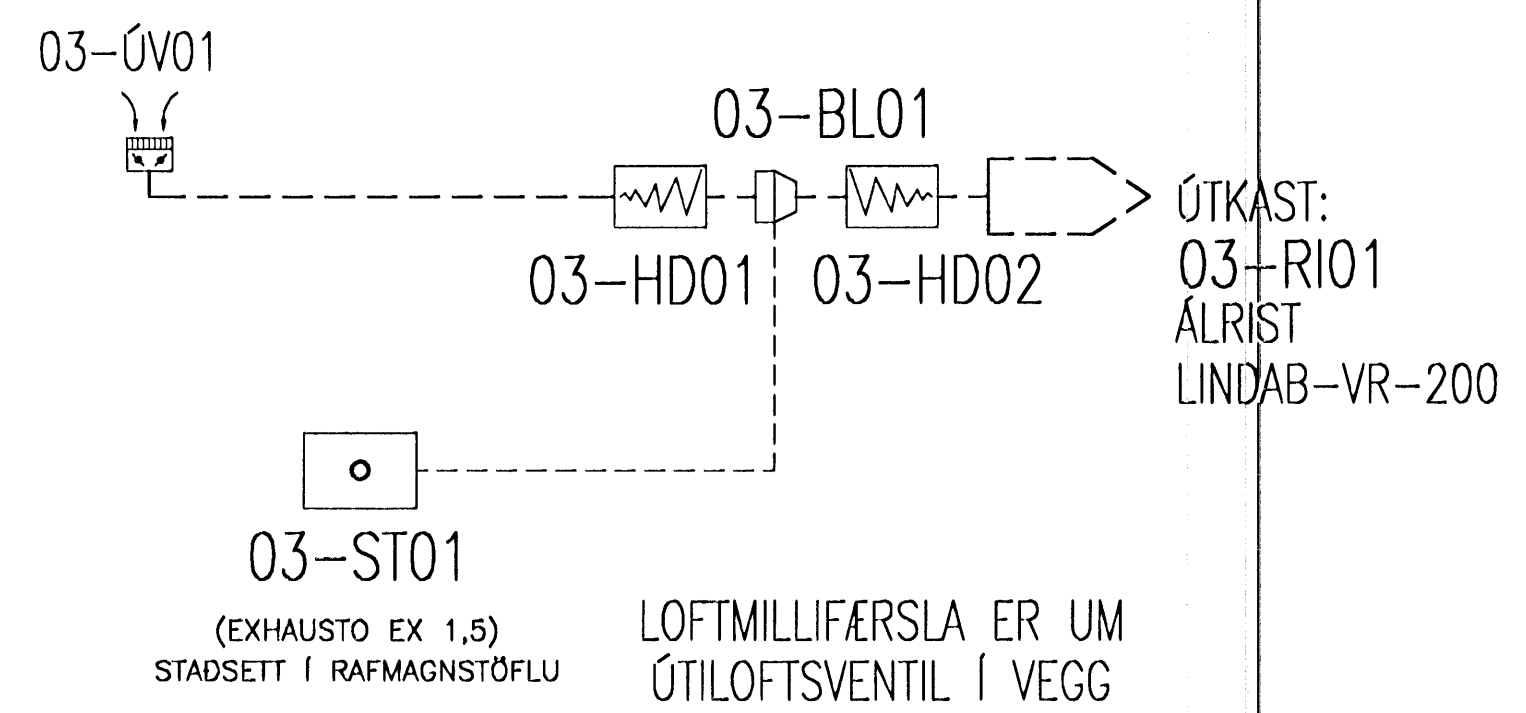 03-ÚV01
03-BL01
03-HD01
03-HD02
ÚTKAST:
03-RI01
ÁLRIST
LINDAB-VR-200
03-ST01
(EXHAUSTO EX 1,5)
STAÐSETT Í RAFMAGNSTÖFLU
LOFTMILLIFÆRSLA ER UM
ÚTILOFTSVENTIL Í VEGG